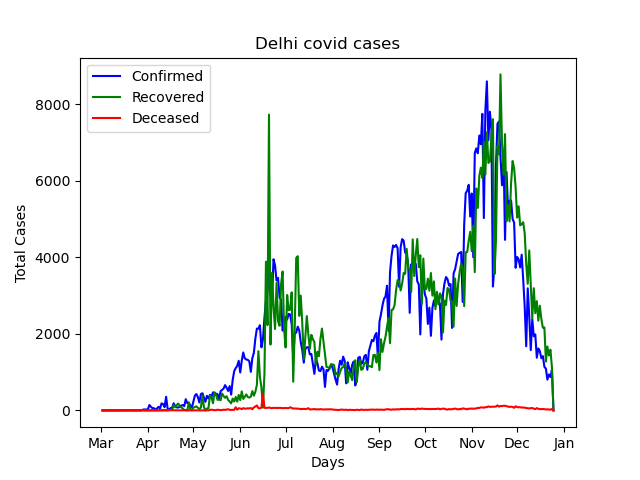 Delhi covid cases
Confirmed
Recovered
Deceased
Total Cases
8000
6000
4000
2000
0
Mar Apr May Jun Jul Aug Sep Oct Nov Dec Jan
Days